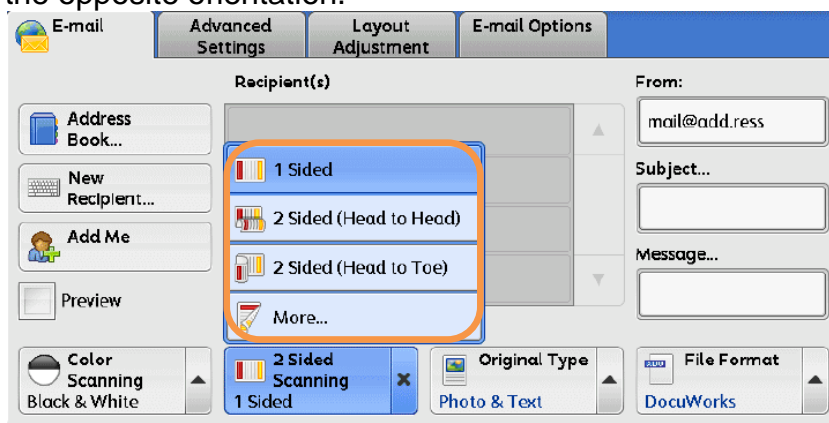 the opposite orientation.
E-mail
Advanced
Settings
Layout
Adjustment
E-mail Options
Recipient(s)
From:
Address
Book...
mail@add.ress
New
Recipient...
1 Sided
Subject...
2 Sided (Head to Head)
Add Me
2 Sided (Head to Toe)
Message...
Preview
More...
Color
Scanning
Black & White
2 Sided
Scanning
1 Sided
Original Type
Photo & Text
File Format
DocuWorks